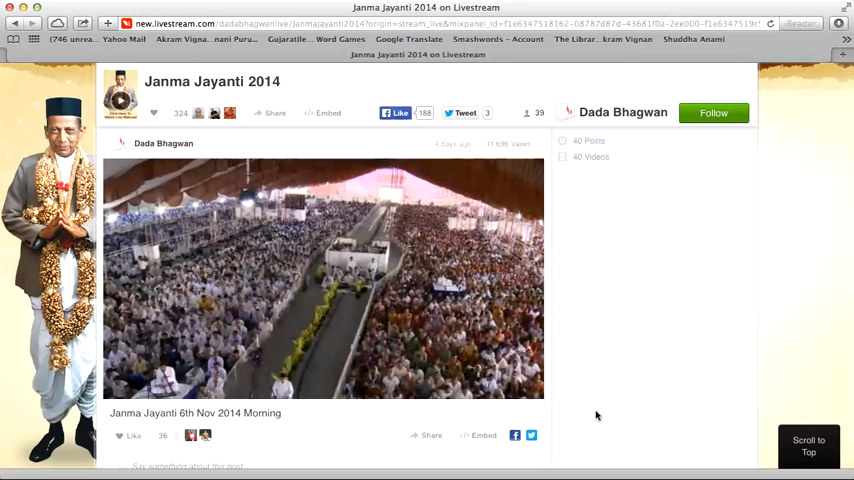 Janma Jayanti 2014 on Livestream
new.livestream.com/dadabhagwanlive/Janmajayanti2014?origin=stream_live&mixpanel_id=f1e6347518162-08787d87d-43681f0a-2ee000-f1e6347519c
Reader
(746 unrea... Yahoo Mail Akram Vigna...nani Puru... Gujaratile... Word Games Google Translate Smashwords - Account The Librar...kram Vignan Shuddha Anami
Janma Jayanti 2014 on Livestream
Janma Jayanti 2014
324 Share </> Embed Like 188 Tweet 3 39
Dada Bhagwan Follow
Dada Bhagwan 4 days ago 11 696 Views
40 Posts
40 Videos
Janma Jayanti 6th Nov 2014 Morning
Like 36 Share </> Embed
Say something about this post
Scroll to
Top